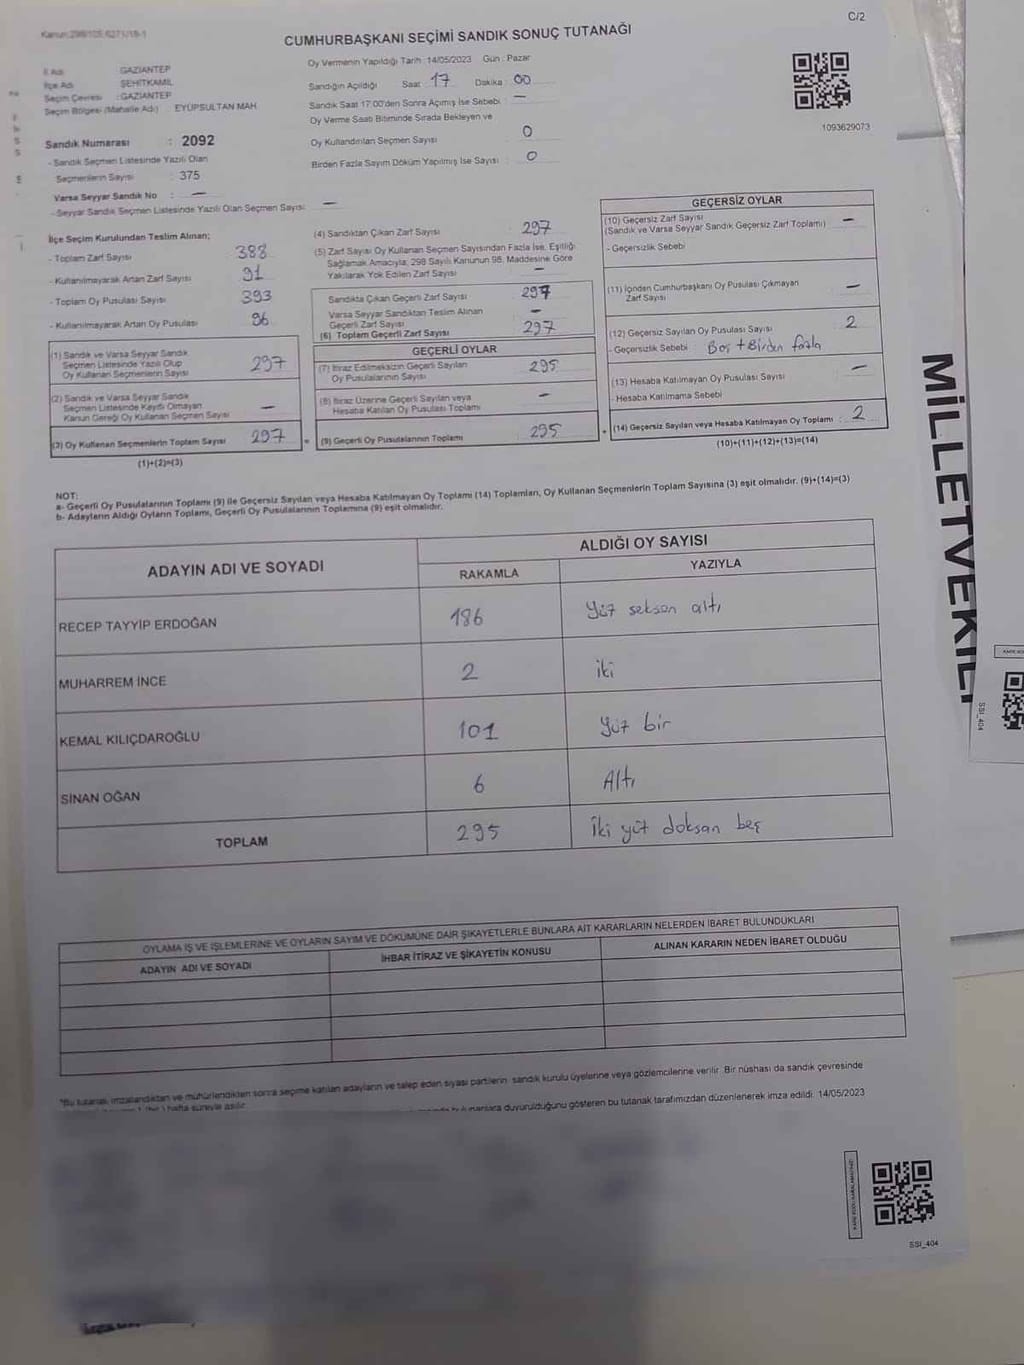 C/2
CUMHURBAŞKANI SEÇİMİ SANDIK SONUÇ TUTANAĞI
İl Adı : GAZİANTEP
İlçe Adı : ŞEHİTKAMİL
Seçim Çevresi : GAZİANTEP
Seçim Bölgesi (Mahalle Adı) : EYÜPSULTAN MAH.
Sandık Numarası : 2092
- Sandık Seçmen Listesinde Yazılı Olan
Seçmenlerin Sayısı : 375
Varsa Seyyar Sandık No : —
- Seyyar Sandık Seçmen Listesinde Yazılı Olan Seçmen Sayısı : —
Oy Vermenin Yapıldığı Tarih : 14/05/2023 Gün : Pazar
Sandığın Açıldığı Saat : 17 Dakika : 00
Sandık Saat 17:00'den Sonra Açımış İse Sebebi : —
Oy Verme Saati Bitiminde Sırada Bekleyen ve
Oy Kullandırılan Seçmen Sayısı : 0
Birden Fazla Sayım Döküm Yapılmış İse Sayısı : 0
1093629073
İlçe Seçim Kurulundan Teslim Alınan;
- Toplam Zarf Sayısı : 388
- Kullanılmayarak Artan Zarf Sayısı : 91
- Toplam Oy Pusulası Sayısı : 393
- Kullanılmayarak Artan Oy Pusulası : 96
(1) Sandık ve Varsa Seyyar Sandık
Seçmen Listesinde Yazılı Olup
Oy Kullanan Seçmenlerin Sayısı : 297
(2) Sandık ve Varsa Seyyar Sandık
Seçmen Listesinde Kayıtlı Olmayan
Kanun Gereği Oy Kullanan Seçmen Sayısı : —
(3) Oy Kullanan Seçmenlerin Toplam Sayısı : 297
(1)+(2)=(3)
(4) Sandıktan Çıkan Zarf Sayısı : 297
(5) Zarf Sayısı Oy Kullanan Seçmen Sayısından Fazla İse, Eşitliği
Sağlamak Amacıyla; 298 Sayılı Kanunun 98. Maddesine Göre
Yakılarak Yok Edilen Zarf Sayısı : —
Sandıkta Çıkan Geçerli Zarf Sayısı : 297
Varsa Seyyar Sandıktan Teslim Alınan
Geçerli Zarf Sayısı : —
(6) Toplam Geçerli Zarf Sayısı : 297
GEÇERLİ OYLAR
(7) İtiraz Edilmeksizin Geçerli Sayılan
Oy Pusulalarının Sayısı : 295
(8) İtiraz Üzerine Geçerli Sayılan veya
Hesaba Katılan Oy Pusulası Toplamı : —
= (9) Geçerli Oy Pusulalarının Toplamı : 295
GEÇERSİZ OYLAR
(10) Geçersiz Zarf Sayısı
(Sandık ve Varsa Seyyar Sandık Geçersiz Zarf Toplamı) : —
- Geçersizlik Sebebi :
(11) İçinden Cumhurbaşkanı Oy Pusulası Çıkmayan
Zarf Sayısı : —
(12) Geçersiz Sayılan Oy Pusulası Sayısı : 2
- Geçersizlik Sebebi : Boş + Birden fazla
(13) Hesaba Katılmayan Oy Pusulası Sayısı : —
- Hesaba Katılmama Sebebi :
+ (14) Geçersiz Sayılan veya Hesaba Katılmayan Oy Toplamı : 2
(10)+(11)+(12)+(13)=(14)
NOT:
a- Geçerli Oy Pusulalarının Toplamı (9) ile Geçersiz Sayılan veya Hesaba Katılmayan Oy Toplamı (14) Toplamları, Oy Kullanan Seçmenlerin Toplam Sayısına (3) eşit olmalıdır. (9)+(14)=(3)
b- Adayların Aldığı Oyların Toplamı, Geçerli Oy Pusulalarının Toplamına (9) eşit olmalıdır.
ADAYIN ADI VE SOYADI
ALDIĞI OY SAYISI
RAKAMLA YAZIYLA
RECEP TAYYİP ERDOĞAN 186 Yüz seksan altı
MUHARREM İNCE 2 iki
KEMAL KILIÇDAROĞLU 101 Yüz bir
SİNAN OĞAN 6 Altı
TOPLAM 295 İki yüz doksan beş
OYLAMA İŞ VE İŞLEMLERİNE VE OYLARIN SAYIM VE DÖKÜMÜNE DAİR ŞİKAYETLERLE BUNLARA AİT KARARLARIN NELERDEN İBARET BULUNDUKLARI
ADAYIN ADI VE SOYADI İHBAR İTİRAZ VE ŞİKAYETİN KONUSU ALINAN KARARIN NEDEN İBARET OLDUĞU
*Bu tutanak imzalandıktan ve mühürlendikten sonra seçime katılan adayların ve talep eden siyasi partilerin sandık kurulu üyelerine veya gözlemcilerine verilir. Bir nüshası da sandık çevresinde
duyurulduğunu gösteren bu tutanak tarafımızdan düzenlenerek imza edildi. 14/05/2023
SSI_404
MİLLETVEKİLİ
SSI_404